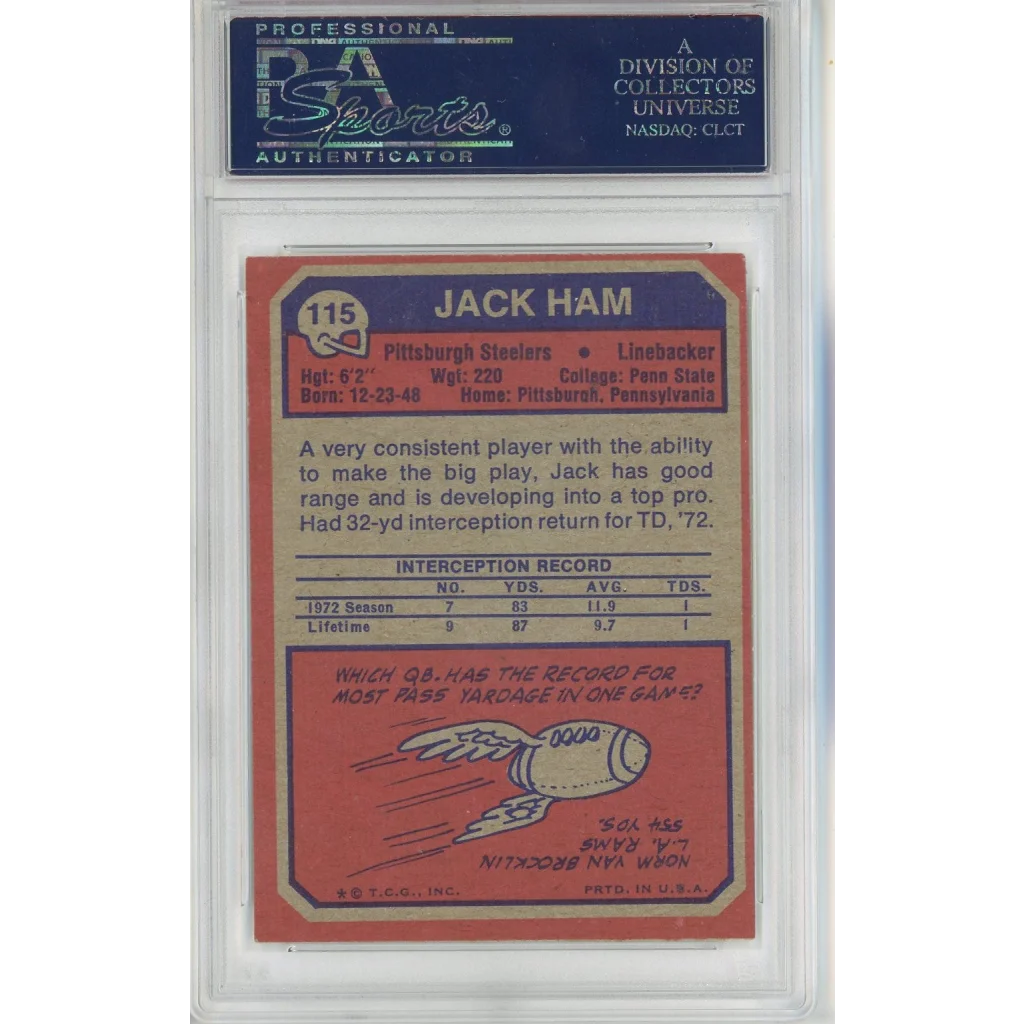 PROFESSIONAL
PSA
Sports®
AUTHENTICATOR
A
DIVISION OF
COLLECTORS
UNIVERSE
NASDAQ: CLCT
115
JACK HAM
Pittsburgh Steelers • Linebacker
Hgt: 6'2" Wgt: 220 College: Penn State
Born: 12-23-48 Home: Pittsburgh, Pennsylvania
A very consistent player with the ability
to make the big play, Jack has good
range and is developing into a top pro.
Had 32-yd interception return for TD, '72.
INTERCEPTION RECORD
NO. YDS. AVG. TDS.
1972 Season 7 83 11.9 1
Lifetime 9 87 9.7 1
WHICH QB. HAS THE RECORD FOR
MOST PASS YARDAGE IN ONE GAME?
NORM VAN BROCKLIN
L.A. RAMS
554 YDS.
* © T.C.G., INC. PRTD. IN U.S.A.